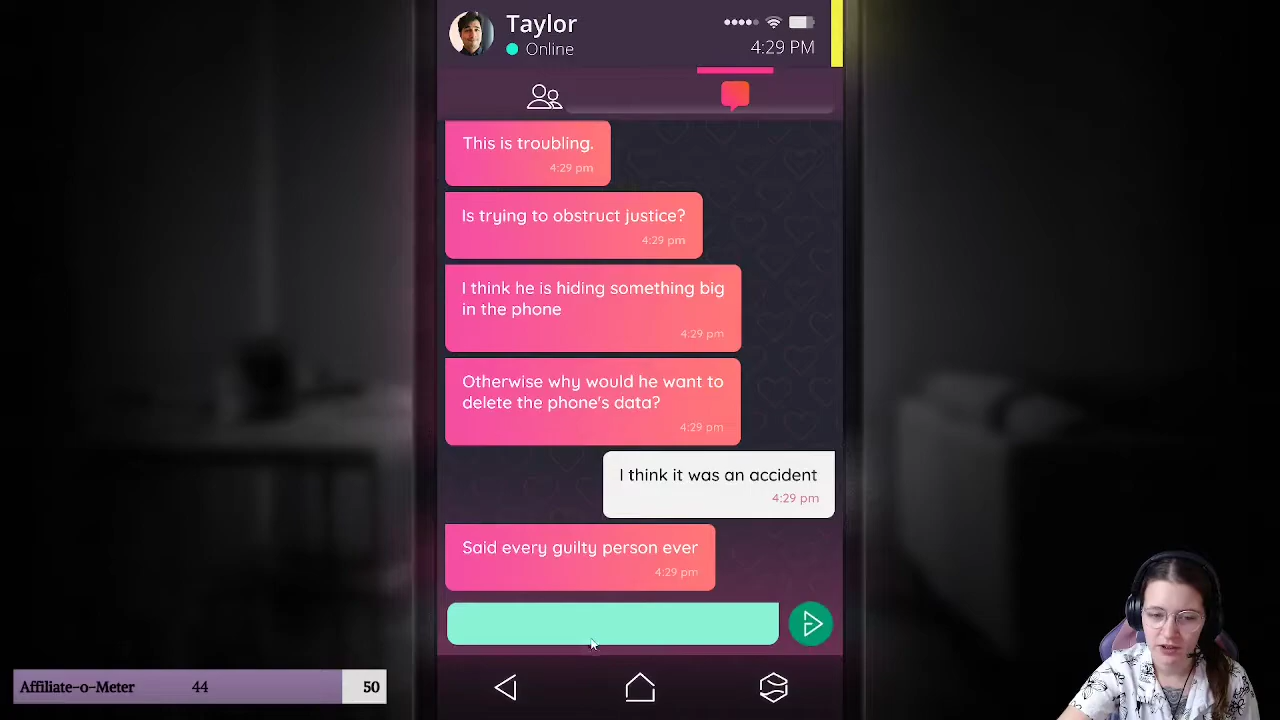 Taylor
Online
4:29 PM
This is troubling.
4:29 pm
Is trying to obstruct justice?
4:29 pm
I think he is hiding something big
in the phone
4:29 pm
Otherwise why would he want to
delete the phone's data?
4:29 pm
I think it was an accident
4:29 pm
Said every guilty person ever
4:29 pm
Affiliate-o-Meter 44 50